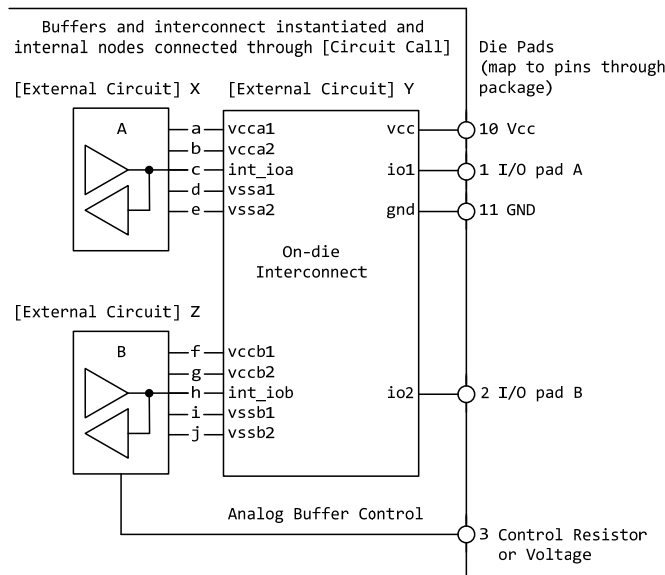 Buffers and interconnect instantiated and
internal nodes connected through [Circuit Call]
Die Pads
(map to pins through
package)
[External Circuit] X
[External Circuit] Y
A
a
b
c
d
e
vcca1
vcca2
int_ioa
vssa1
vssa2
vcc
io1
gnd
10 Vcc
1 I/O pad A
11 GND
On-die
Interconnect
[External Circuit] Z
B
f
g
h
i
j
vccb1
vccb2
int_iob
vssb1
vssb2
io2
2 I/O pad B
Analog Buffer Control
3 Control Resistor
or Voltage